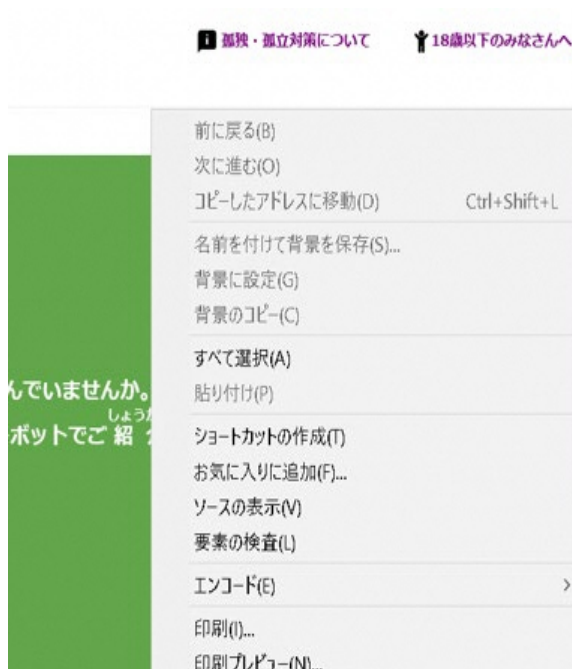 孤独・孤立対策について
18歳以下のみなさんへ
前に戻る(B)
次に進む(O)
コピーしたアドレスに移動(D) Ctrl+Shift+L
名前を付けて背景を保存(S)...
背景に設定(G)
背景のコピー(C)
すべて選択(A)
んでいませんか。
貼り付け(P)
しょうか
ボットでご紹
ショートカットの作成(T)
お気に入りに追加(F)...
ソースの表示(V)
要素の検査(L)
エンコード(E)
印刷(I)...
印刷プレビュー(N)...